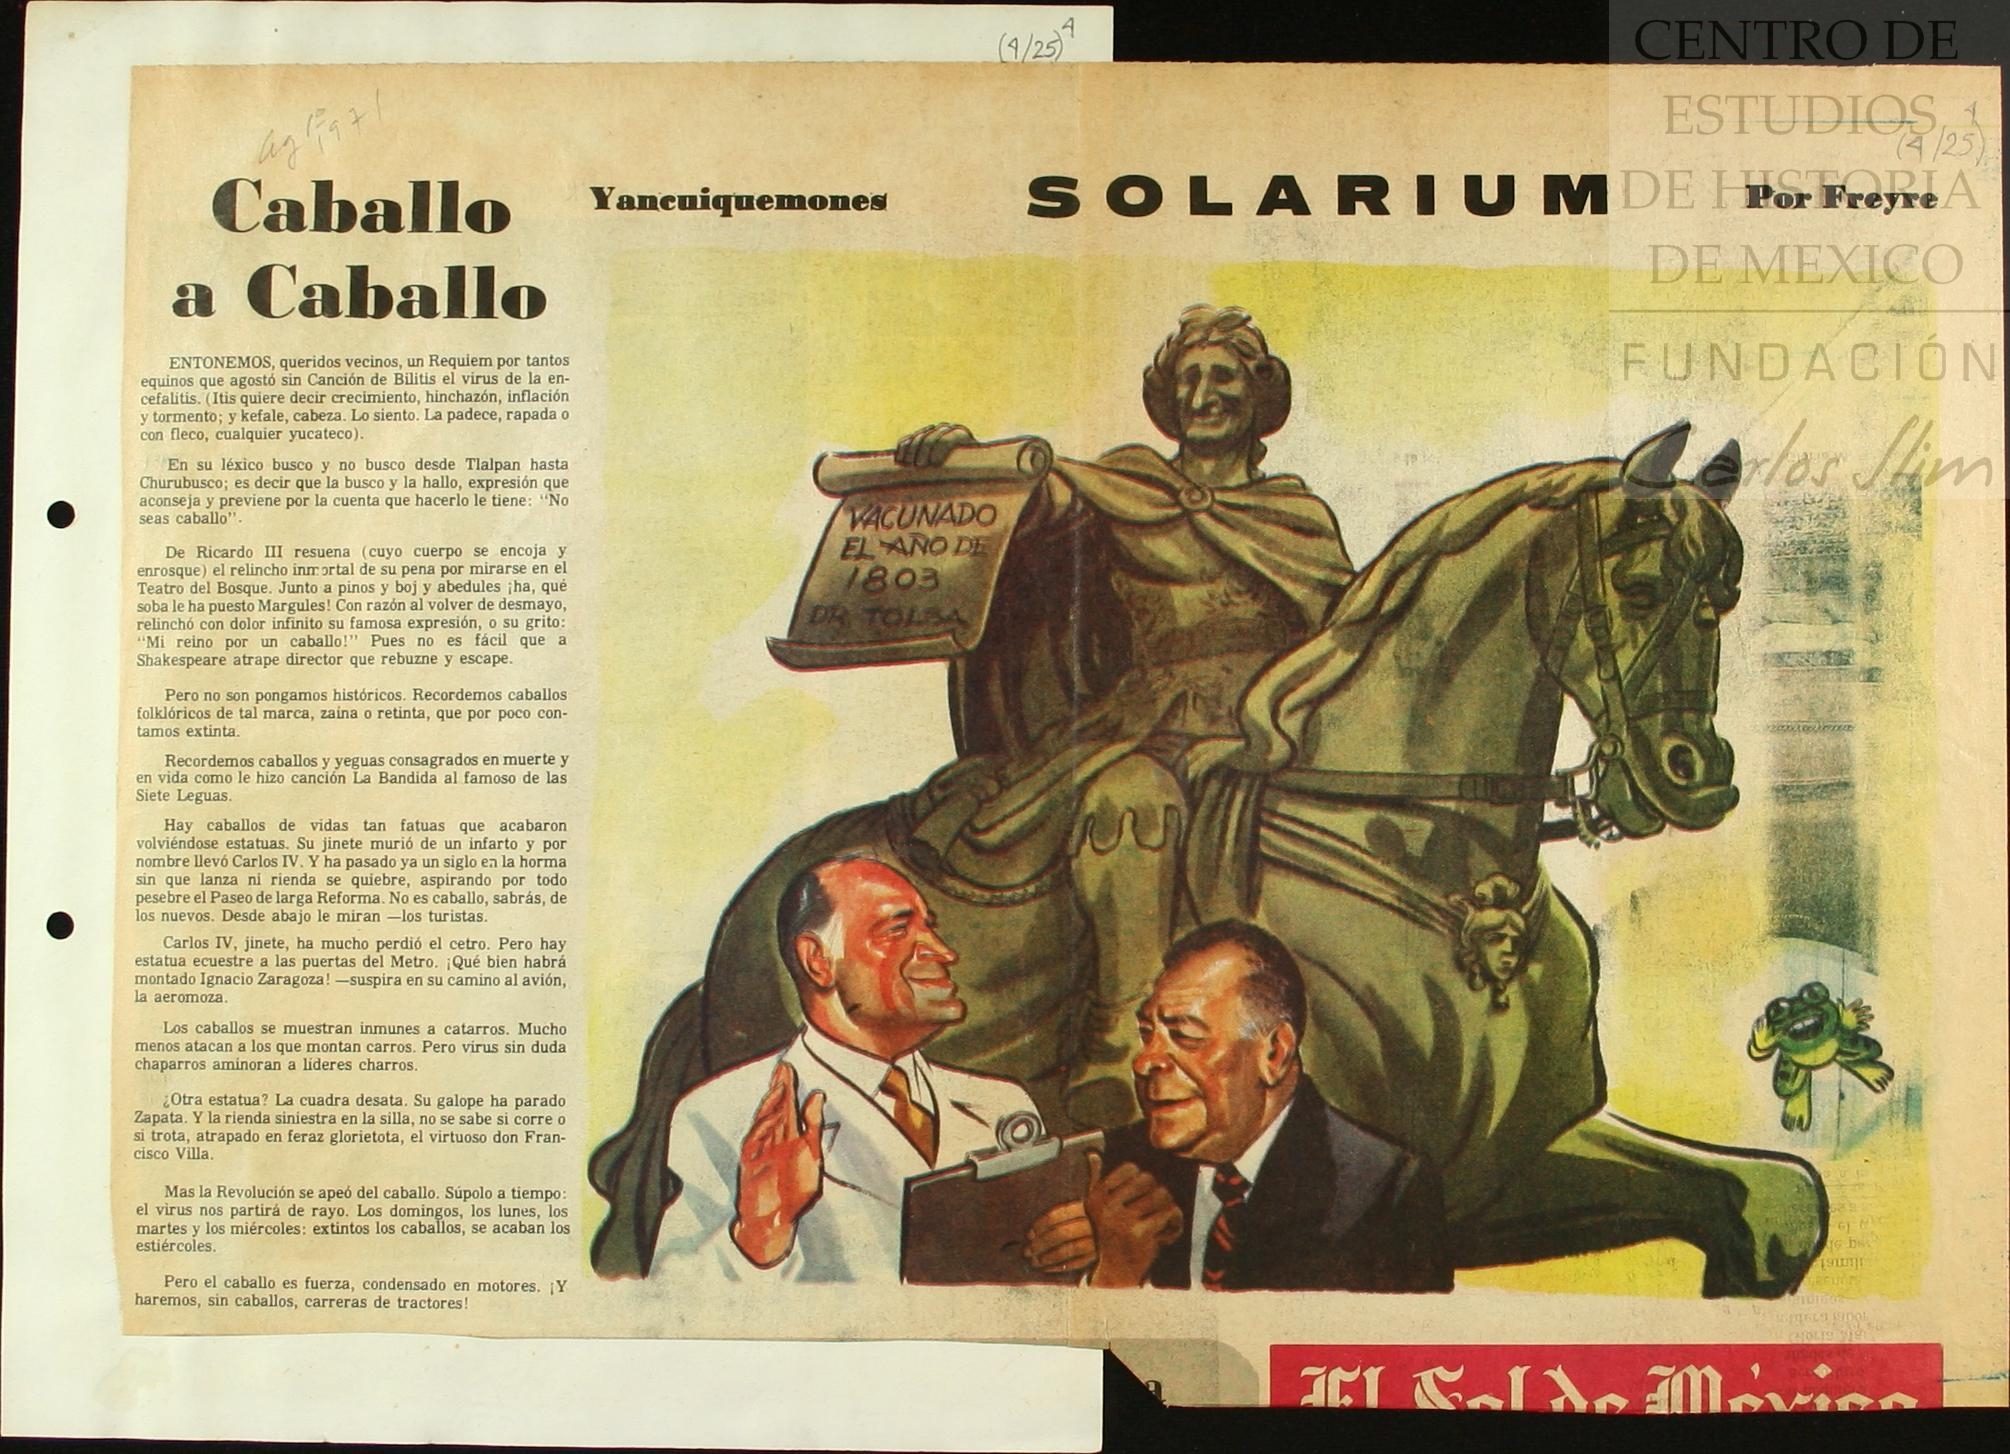 (4/25)4
CENTRO DE
ESTUDIOS
DE HISTORIA
DE MEXICO
FUNDACIÓN
Carlos Slim
4
(4/25)
Ag 1º 1971
Caballo
a Caballo
Yancuiquemones
SOLARIUM
Por Freyre
ENTONEMOS, queridos vecinos, un Requiem por tantos
equinos que agostó sin Canción de Bilitis el virus de la en-
cefalitis. (Itis quiere decir crecimiento, hinchazón, inflación
y tormento; y kefale, cabeza. Lo siento. La padece, rapada o
con fleco, cualquier yucateco).
En su léxico busco y no busco desde Tlalpan hasta
Churubusco; es decir que la busco y la hallo, expresión que
aconseja y previene por la cuenta que hacerlo le tiene: "No
seas caballo".
De Ricardo III resuena (cuyo cuerpo se encoja y
enrosque) el relincho inmortal de su pena por mirarse en el
Teatro del Bosque. Junto a pinos y boj y abedules ¡ha, qué
soba le ha puesto Margules! Con razón al volver de desmayo,
relinchó con dolor infinito su famosa expresión, o su grito:
"Mi reino por un caballo!" Pues no es fácil que a
Shakespeare atrape director que rebuzne y escape.
Pero no son pongamos históricos. Recordemos caballos
folklóricos de tal marca, zaina o retinta, que por poco con-
tamos extinta.
Recordemos caballos y yeguas consagrados en muerte y
en vida como le hizo canción La Bandida al famoso de las
Siete Leguas.
Hay caballos de vidas tan fatuas que acabaron
volviéndose estatuas. Su jinete murió de un infarto y por
nombre llevó Carlos IV. Y ha pasado ya un siglo en la horma
sin que lanza ni rienda se quiebre, aspirando por todo
pesebre el Paseo de larga Reforma. No es caballo, sabrás, de
los nuevos. Desde abajo le miran —los turistas.
Carlos IV, jinete, ha mucho perdió el cetro. Pero hay
estatua ecuestre a las puertas del Metro. ¡Qué bien habrá
montado Ignacio Zaragoza! —suspira en su camino al avión,
la aeromoza.
Los caballos se muestran inmunes a catarros. Mucho
menos atacan a los que montan carros. Pero virus sin duda
chaparros aminoran a líderes charros.
¿Otra estatua? La cuadra desata. Su galope ha parado
Zapata. Y la rienda siniestra en la silla, no se sabe si corre o
si trota, atrapado en feraz glorietota, el virtuoso don Fran-
cisco Villa.
Mas la Revolución se apeó del caballo. Súpolo a tiempo:
el virus nos partirá de rayo. Los domingos, los lunes, los
martes y los miércoles: extintos los caballos, se acaban los
estiércoles.
Pero el caballo es fuerza, condensado en motores. ¡Y
haremos, sin caballos, carreras de tractores!
VACUNADO
EL AÑO DE
1803
DR. TOLSA
a
El Sol de México